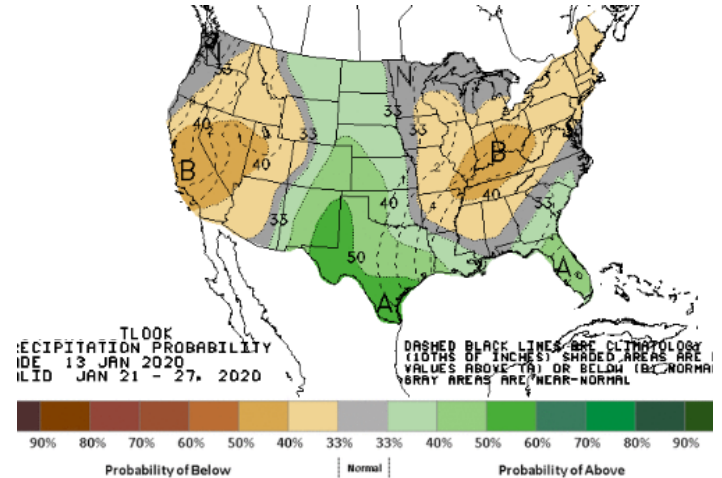 N
N
33
33
33
40
33
B
B
40
40
40
33
33
50
A
A
TLOOK
RECIPITATION PROBABILITY
DE 13 JAN 2020
LID JAN 21 - 27, 2020
DASHED BLACK LINES ARE CLIMATOLOGY
(10THS OF INCHES) SHADED AREAS ARE
VALUES ABOVE (A) OR BELOW (B) NORMA
GRAY AREAS ARE NEAR-NORMAL
90% 80% 70% 60% 50% 40% 33% 33% 40% 50% 60% 70% 80% 90%
Probability of Below Normal Probability of Above